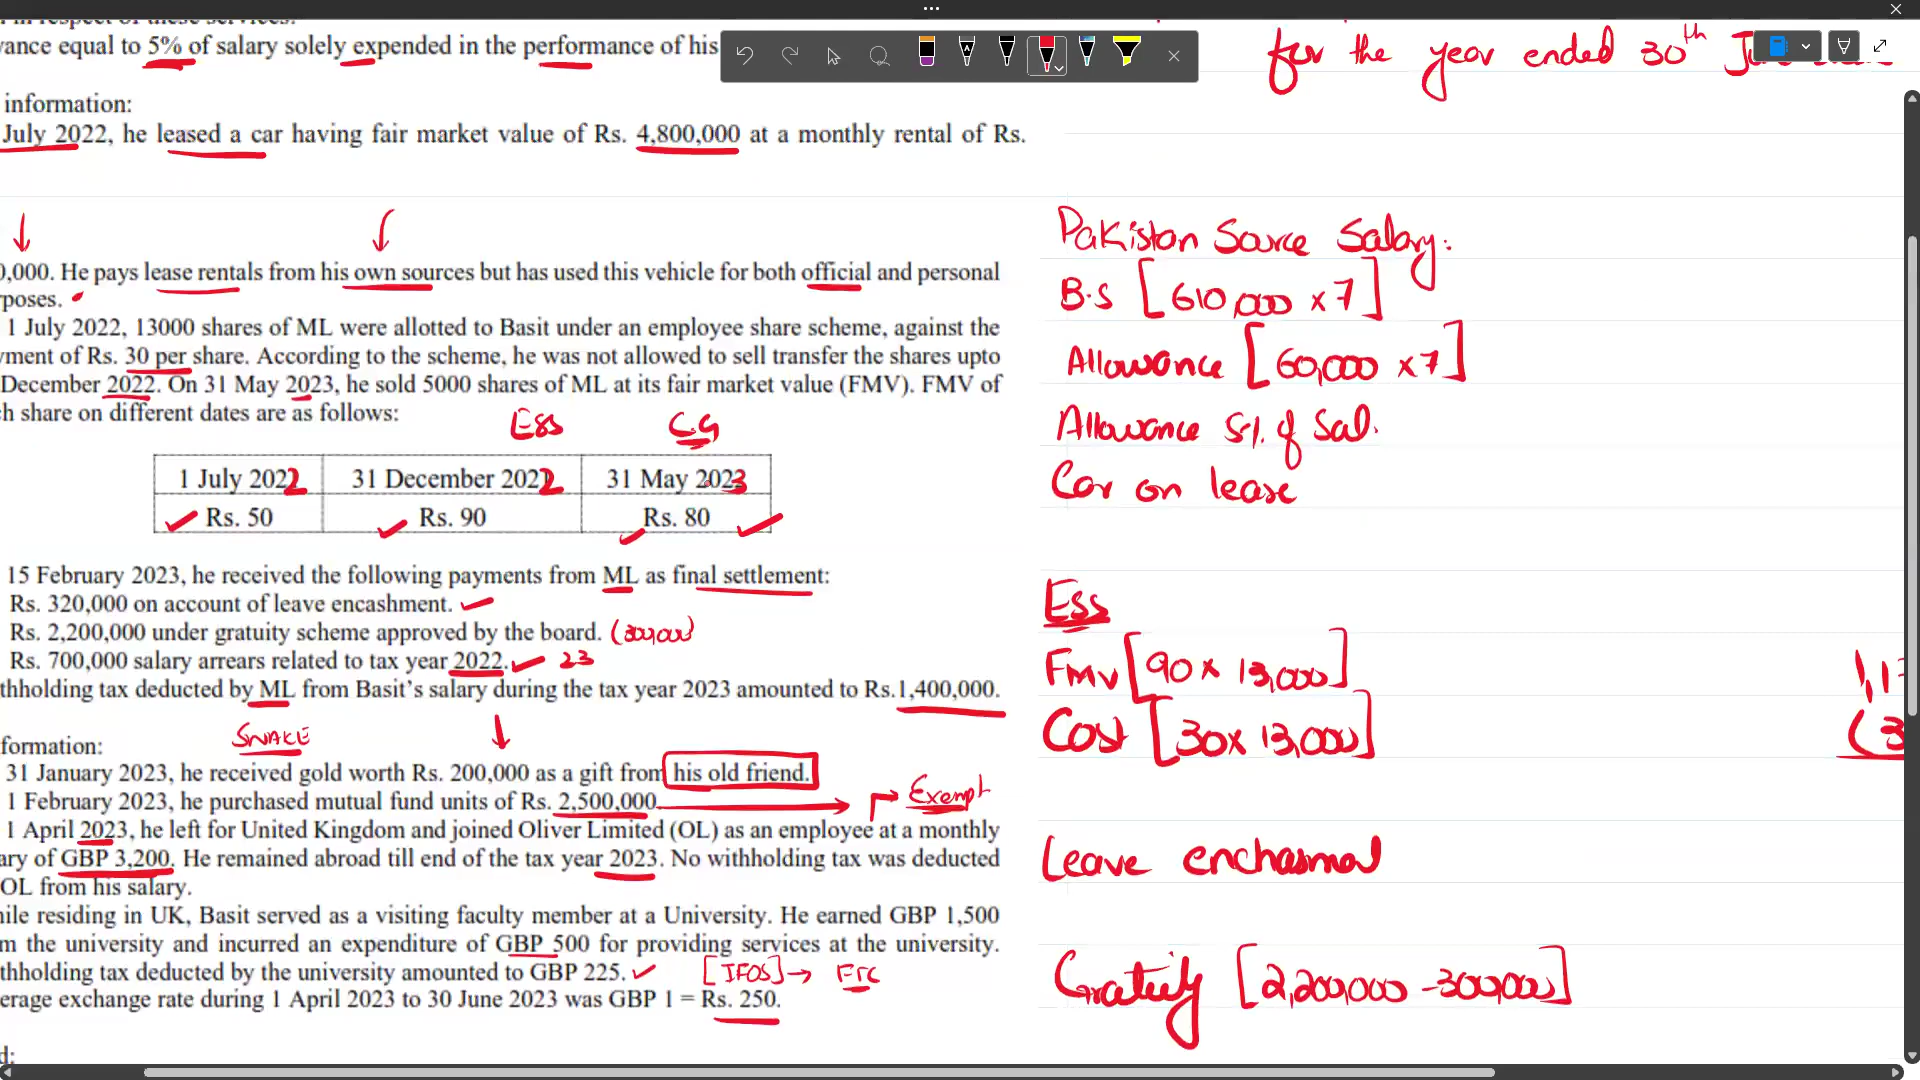 ance equal to 5% of salary solely expended in the performance of his
for the year ended 30th
information:
July 2022, he leased a car having fair market value of Rs. 4,800,000 at a monthly rental of Rs.
0,000. He pays lease rentals from his own sources but has used this vehicle for both official and personal
rposes.
1 July 2022, 13000 shares of ML were allotted to Basit under an employee share scheme, against the
ment of Rs. 30 per share. According to the scheme, he was not allowed to sell transfer the shares upto
December 2022. On 31 May 2023, he sold 5000 shares of ML at its fair market value (FMV). FMV of
h share on different dates are as follows:
ESS C.G
1 July 2022 31 December 2022 31 May 2023
Rs. 50 Rs. 90 Rs. 80
15 February 2023, he received the following payments from ML as final settlement:
Rs. 320,000 on account of leave encashment.
Rs. 2,200,000 under gratuity scheme approved by the board. (300,000)
Rs. 700,000 salary arrears related to tax year 2022. 23
thholding tax deducted by ML from Basit's salary during the tax year 2023 amounted to Rs.1,400,000.
SNAKE
formation:
31 January 2023, he received gold worth Rs. 200,000 as a gift from his old friend.
1 February 2023, he purchased mutual fund units of Rs. 2,500,000 Exempt
1 April 2023, he left for United Kingdom and joined Oliver Limited (OL) as an employee at a monthly
ary of GBP 3,200. He remained abroad till end of the tax year 2023. No withholding tax was deducted
OL from his salary.
ile residing in UK, Basit served as a visiting faculty member at a University. He earned GBP 1,500
m the university and incurred an expenditure of GBP 500 for providing services at the university.
thholding tax deducted by the university amounted to GBP 225. [IFOS] → FTC
erage exchange rate during 1 April 2023 to 30 June 2023 was GBP 1 = Rs. 250.
d:
Pakistan Source Salary:
B.S [610,000 x 7]
Allowance [60,000 x 7]
Allowance 5% of Sal.
Car on lease
ESS
FMV [90 x 13,000] 1,1
Cost [30 x 13,000] (3
Leave
Gratuity [2,200,000 - 300,000]